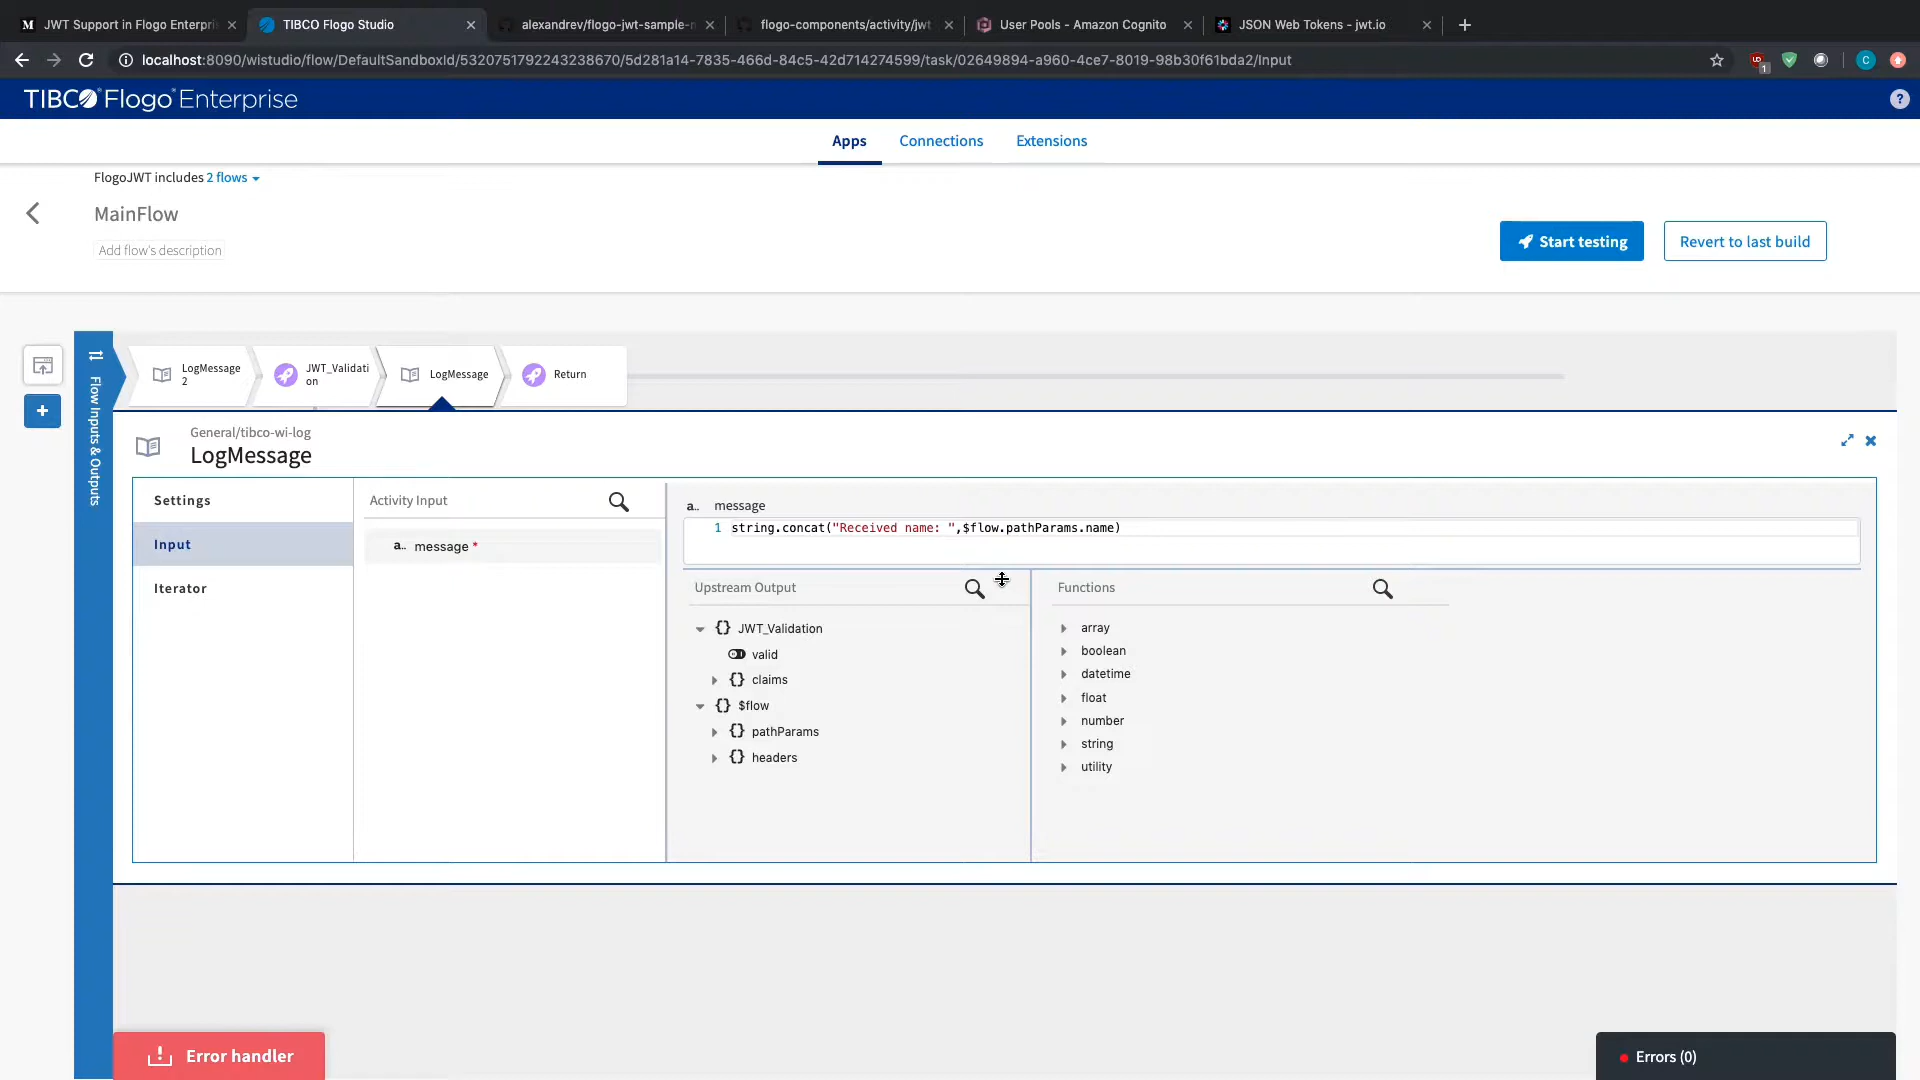 JWT Support in Flogo Enterpri
TIBCO Flogo Studio
alexandrev/flogo-jwt-sample-
flogo-components/activity/jwt
User Pools - Amazon Cognito
JSON Web Tokens - jwt.io
localhost:8090/wistudio/flow/DefaultSandboxId/5320751792243238670/5d281a14-7835-466d-84c5-42d714274599/task/02649894-a960-4ce7-8019-98b30f61bda2/Input
TIBCO Flogo Enterprise
Apps
Connections
Extensions
FlogoJWT includes 2 flows
MainFlow
Add flow's description
Start testing
Revert to last build
Flow Inputs & Outputs
LogMessage
2
JWT_Validati
on
LogMessage
Return
General/tibco-wi-log
LogMessage
Settings
Input
Iterator
Activity Input
a.. message *
a.. message
1 string.concat("Received name: ",$flow.pathParams.name)
Upstream Output
{} JWT_Validation
valid
{} claims
{} $flow
{} pathParams
{} headers
Functions
array
boolean
datetime
float
number
string
utility
Error handler
Errors (0)